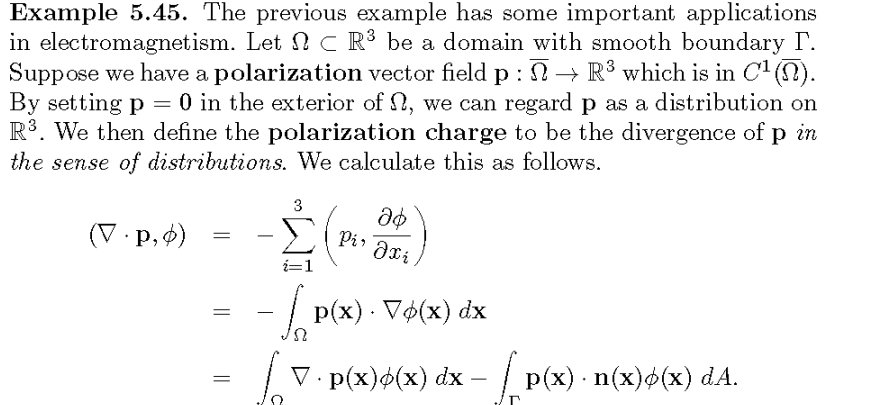 Example 5.45. The previous example has some important applications
in electromagnetism. Let Ω ⊂ ℝ³ be a domain with smooth boundary Γ.
Suppose we have a polarization vector field p : Ω̅ → ℝ³ which is in C¹(Ω̅).
By setting p = 0 in the exterior of Ω, we can regard p as a distribution on
ℝ³. We then define the polarization charge to be the divergence of p in
the sense of distributions. We calculate this as follows.
(∇ · p, ϕ) = −∑_{i=1}^{3} (p_i, ∂ϕ/∂x_i)
= −∫_Ω p(x) · ∇ϕ(x) dx
= ∫_Ω ∇ · p(x)ϕ(x) dx − ∫_Γ p(x) · n(x)ϕ(x) dA.